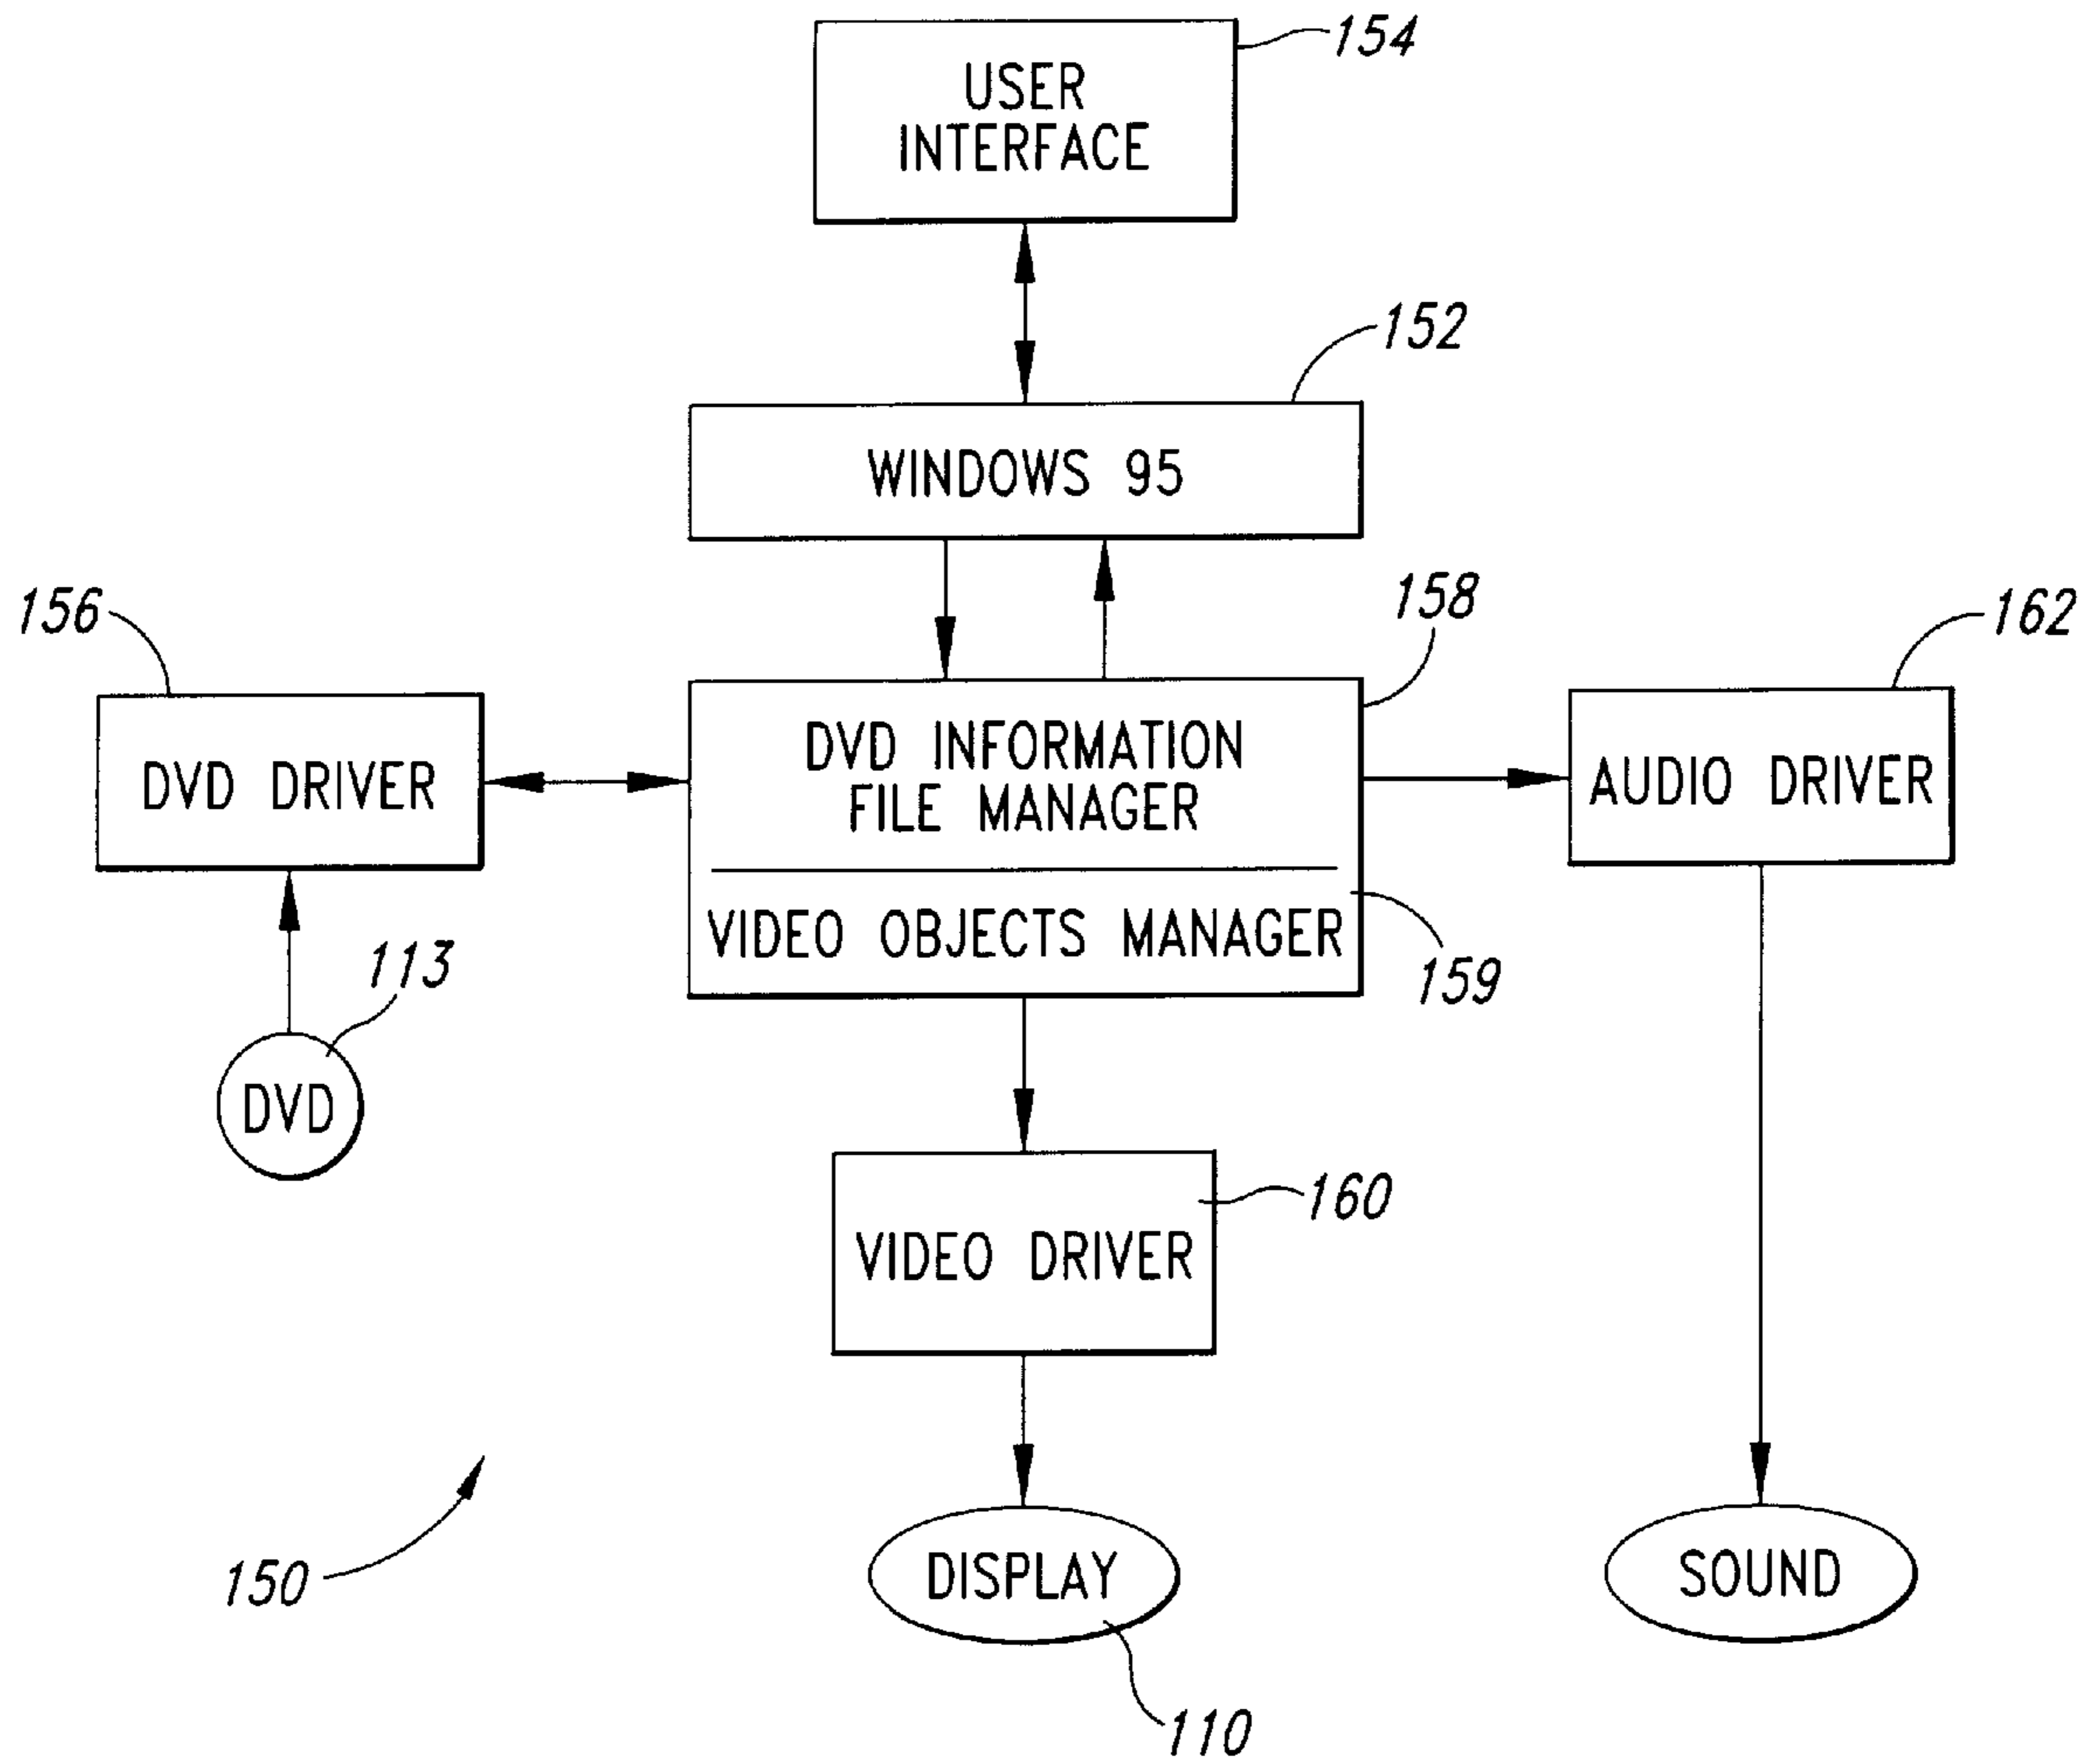 154
USER
INTERFACE
152
WINDOWS 95
156
158
162
DVD DRIVER
DVD INFORMATION
FILE MANAGER
AUDIO DRIVER
VIDEO OBJECTS MANAGER
113
159
DVD
160
VIDEO DRIVER
150
DISPLAY
SOUND
110